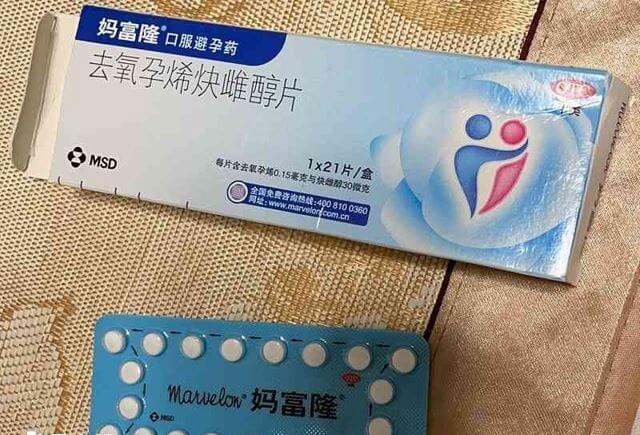 妈富隆® 口服避孕药
去氧孕烯炔雌醇片
MSD
1×21片/盒
每片含去氧孕烯0.15毫克与炔雌醇30微克
全国免费咨询热线:400 810 0360
网址:www.marvelon.com.cn
Marvelon® 妈富隆®
MSD